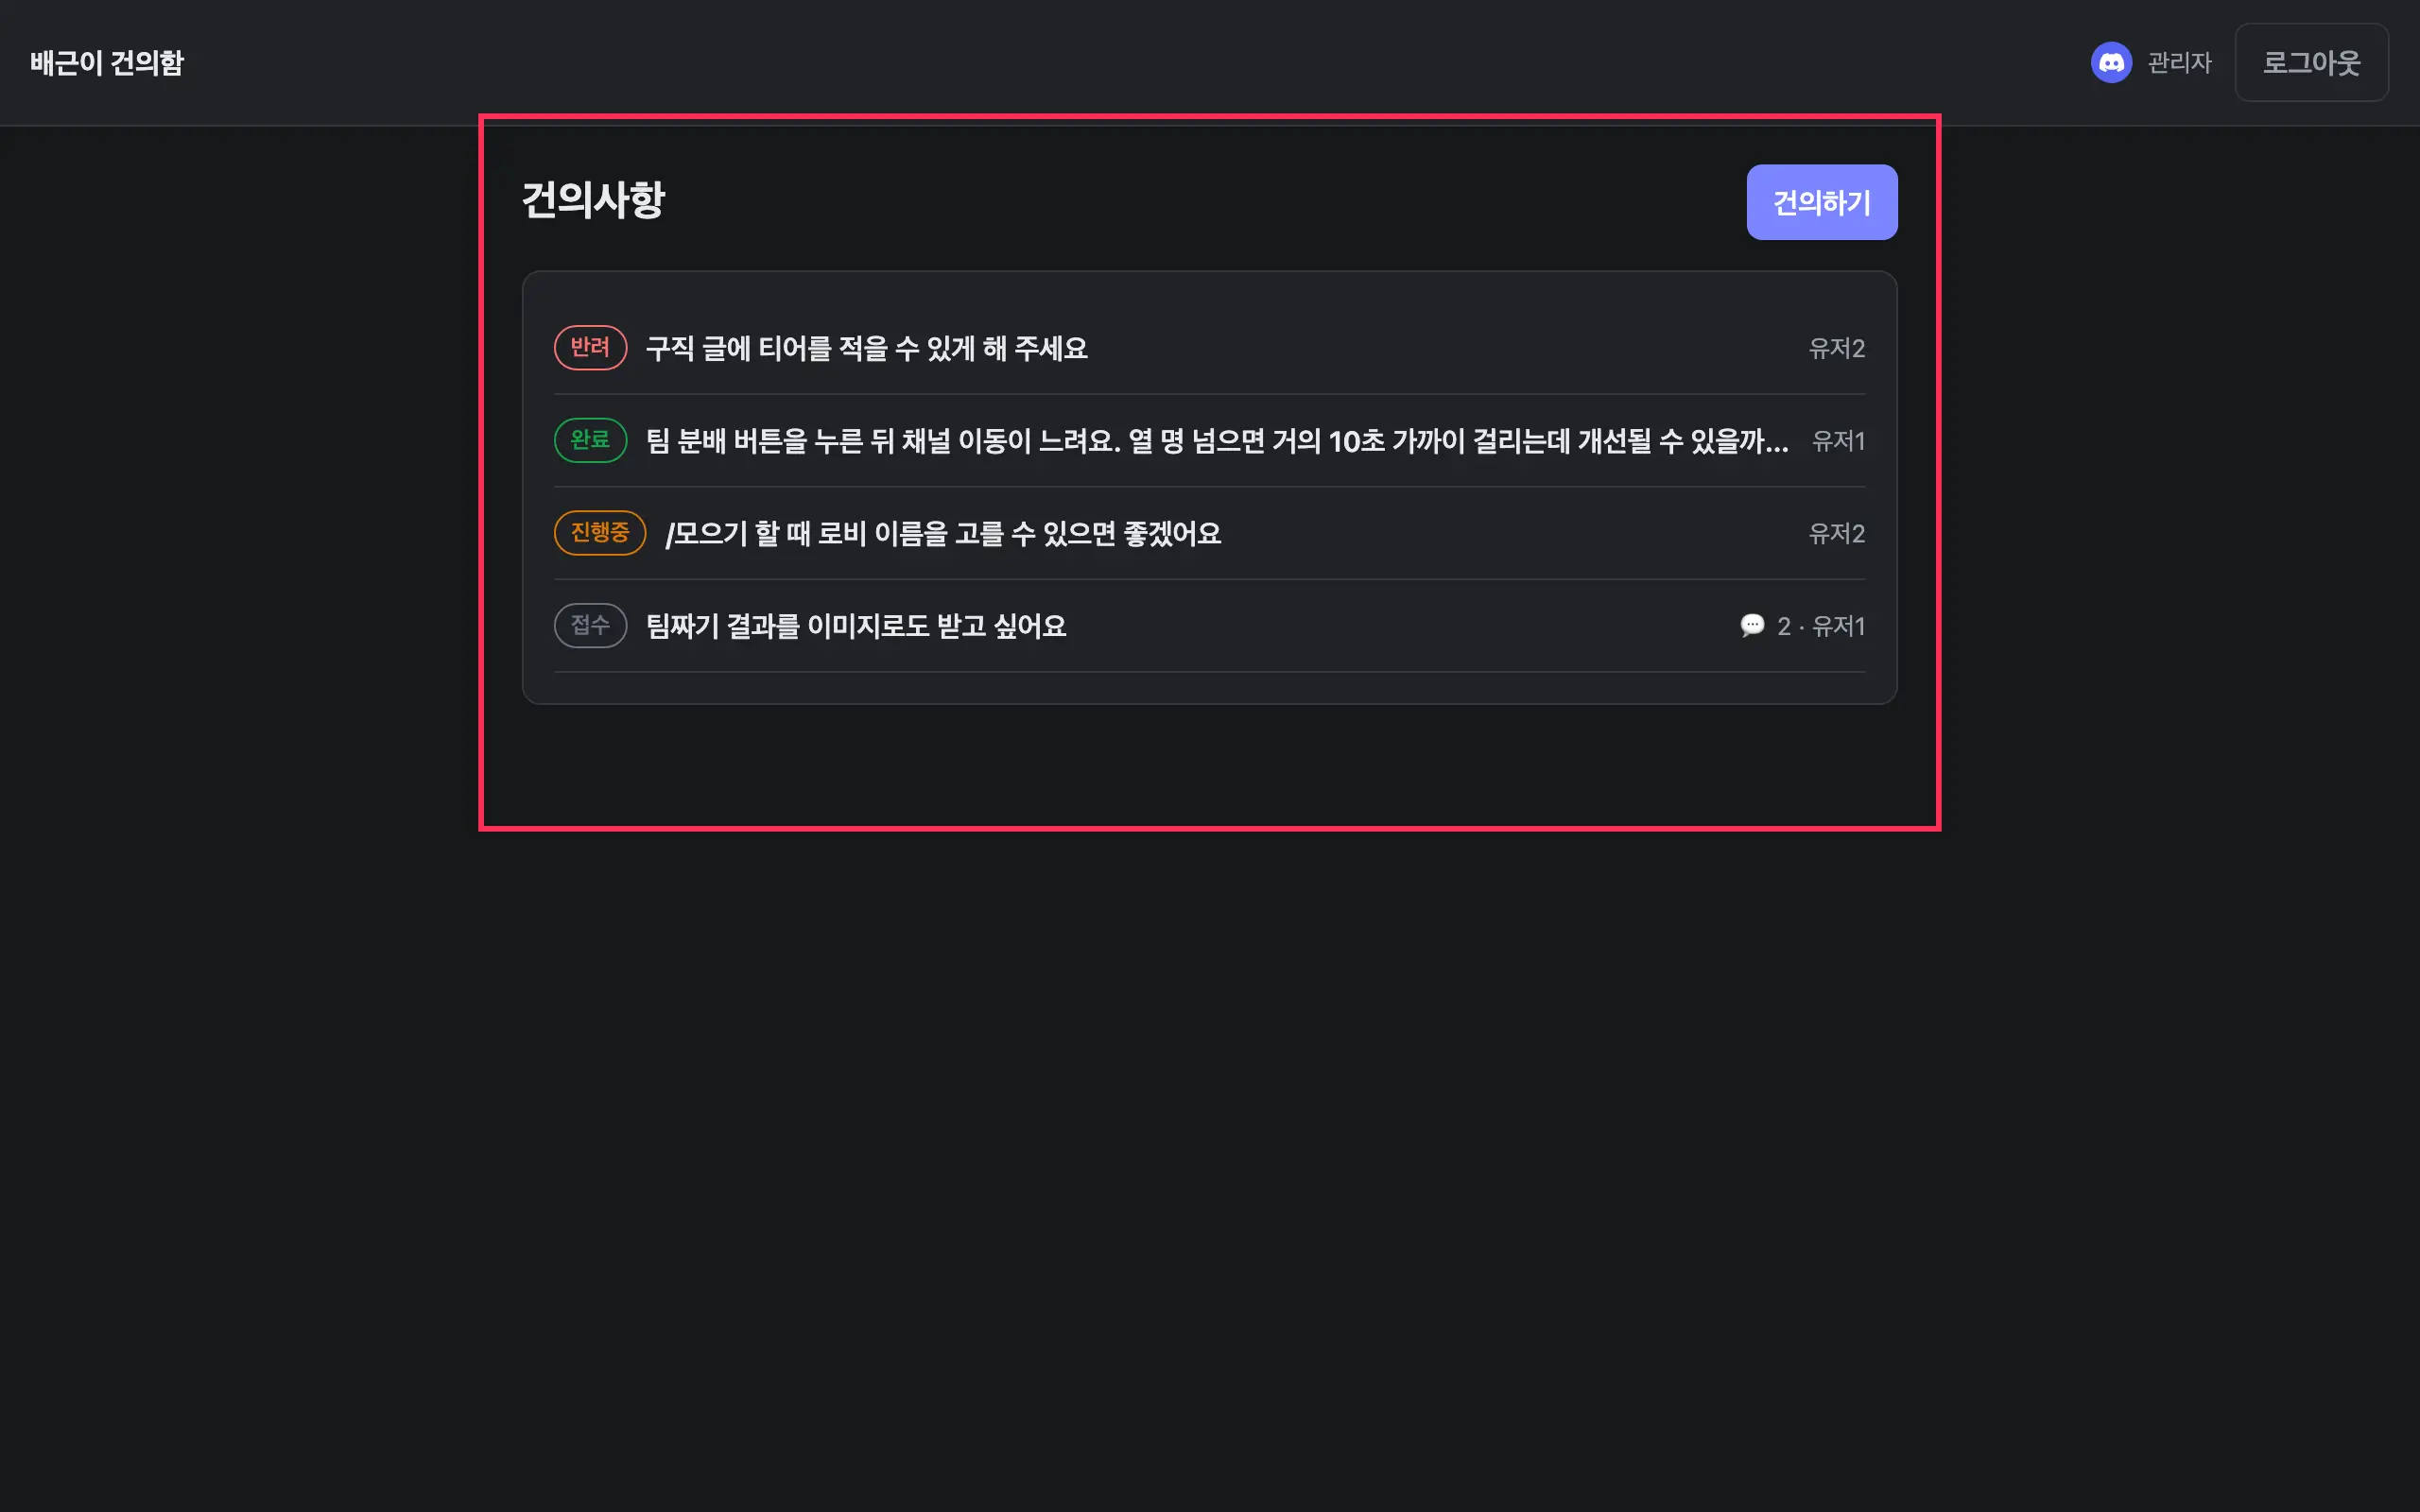 배근이 건의함
관리자
로그아웃
건의사항
건의하기
반려 구직 글에 티어를 적을 수 있게 해 주세요 유저2
완료 팀 분배 버튼을 누른 뒤 채널 이동이 느려요. 열 명 넘으면 거의 10초 가까이 걸리는데 개선될 수 있을까... 유저1
진행중 /모으기 할 때 로비 이름을 고를 수 있으면 좋겠어요 유저2
접수 팀짜기 결과를 이미지로도 받고 싶어요 💬 2 · 유저1